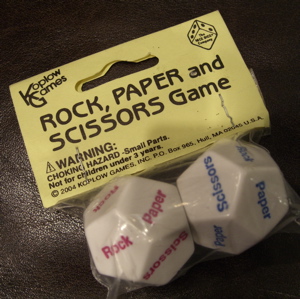 Koplow
Games
ROCK, PAPER and
SCISSORS Game
WARNING:
CHOKING HAZARD -Small Parts.
Not for children under 3 years.
© 2004 KOPLOW GAMES, INC. P.O. Box 965, Hull, MA 02045 U.S.A.
Rock
Paper
Scissors
Paper
Scissors
Paper